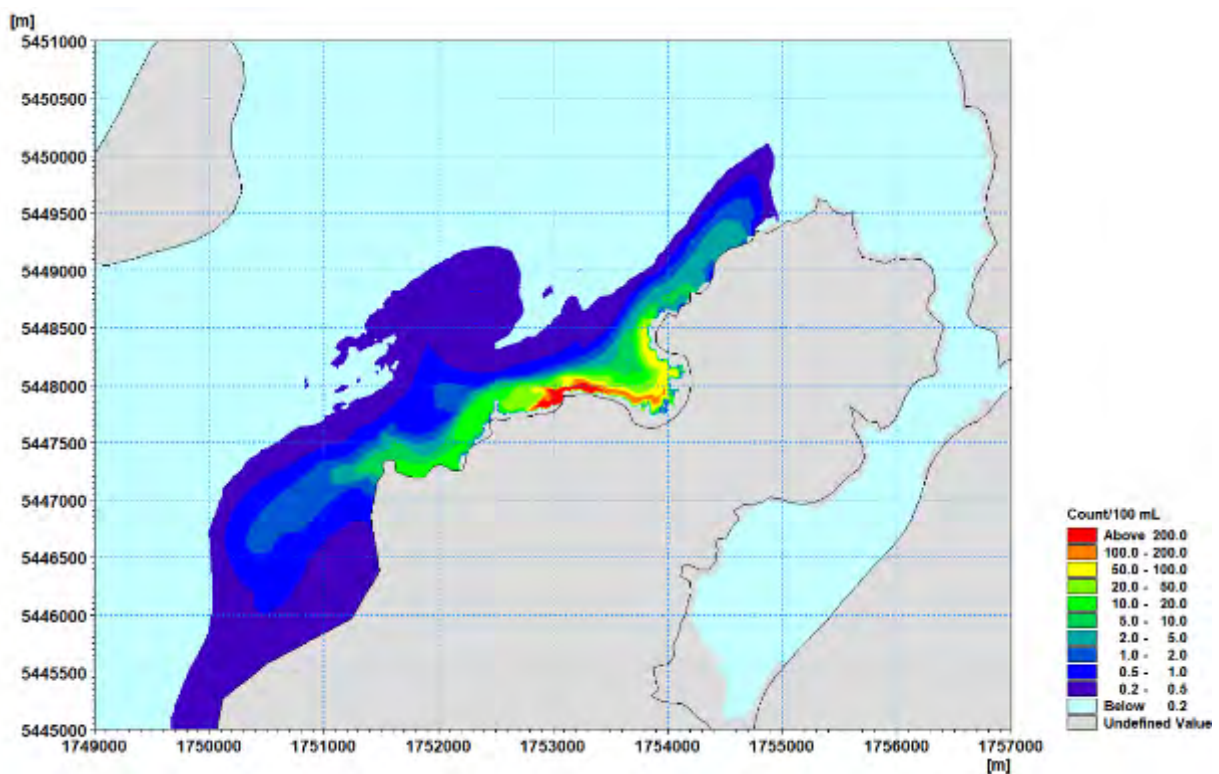 [m]
5451000
5450500
5450000
5449500
5449000
5448500
5448000
5447500
5447000
5446500
5446000
5445500
5445000
1749000 1750000 1751000 1752000 1753000 1754000 1755000 1756000 1757000
[m]
Count/100 mL
Above 200.0
100.0 - 200.0
50.0 - 100.0
20.0 - 50.0
10.0 - 20.0
5.0 - 10.0
2.0 - 5.0
1.0 - 2.0
0.5 - 1.0
0.2 - 0.5
Below 0.2
Undefined Value